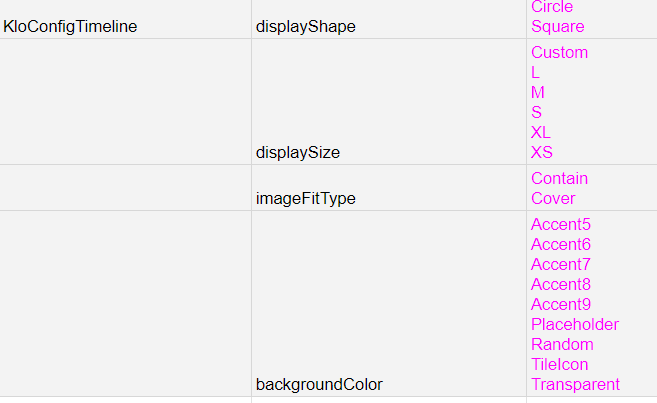 Circle
KloConfigTimeline displayShape Square
Custom
L
M
S
XL
displaySize XS
Contain
imageFitType Cover
Accent5
Accent6
Accent7
Accent8
Accent9
Placeholder
Random
TileIcon
backgroundColor Transparent